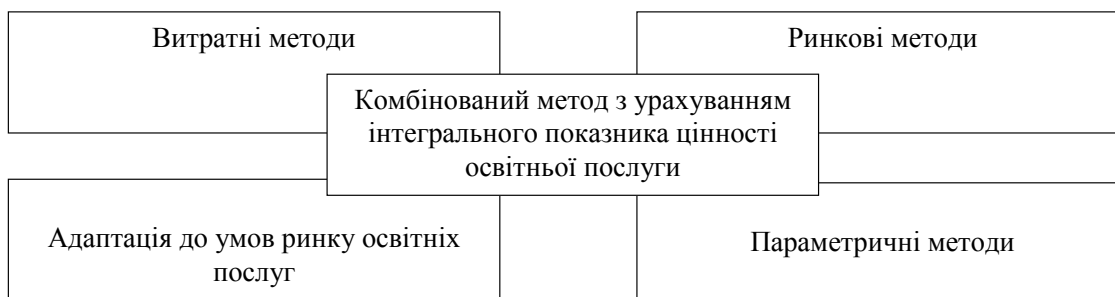 Витратні методи
Ринкові методи
Комбінований метод з урахуванням
інтегрального показника цінності
освітньої послуги
Адаптація до умов ринку освітніх
послуг
Параметричні методи